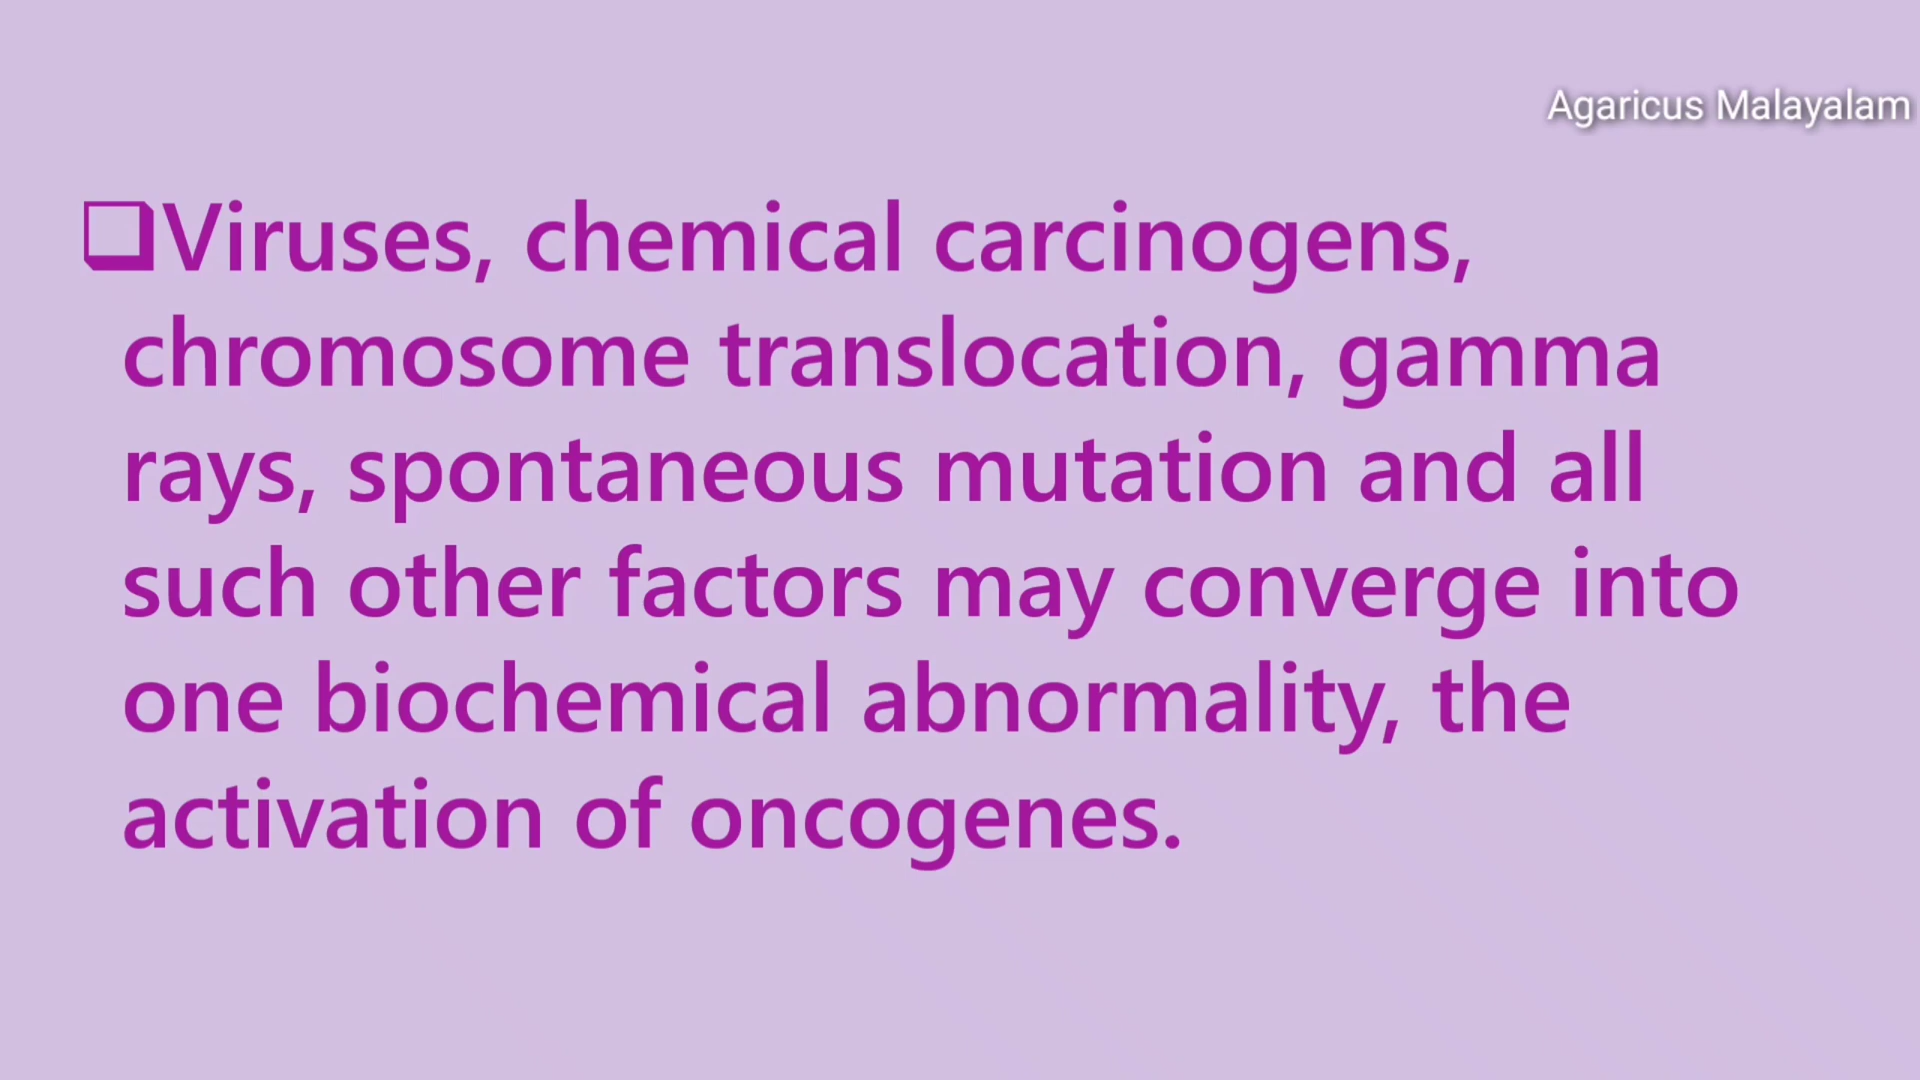 Agaricus Malayalam
❑Viruses, chemical carcinogens,
chromosome translocation, gamma
rays, spontaneous mutation and all
such other factors may converge into
one biochemical abnormality, the
activation of oncogenes.